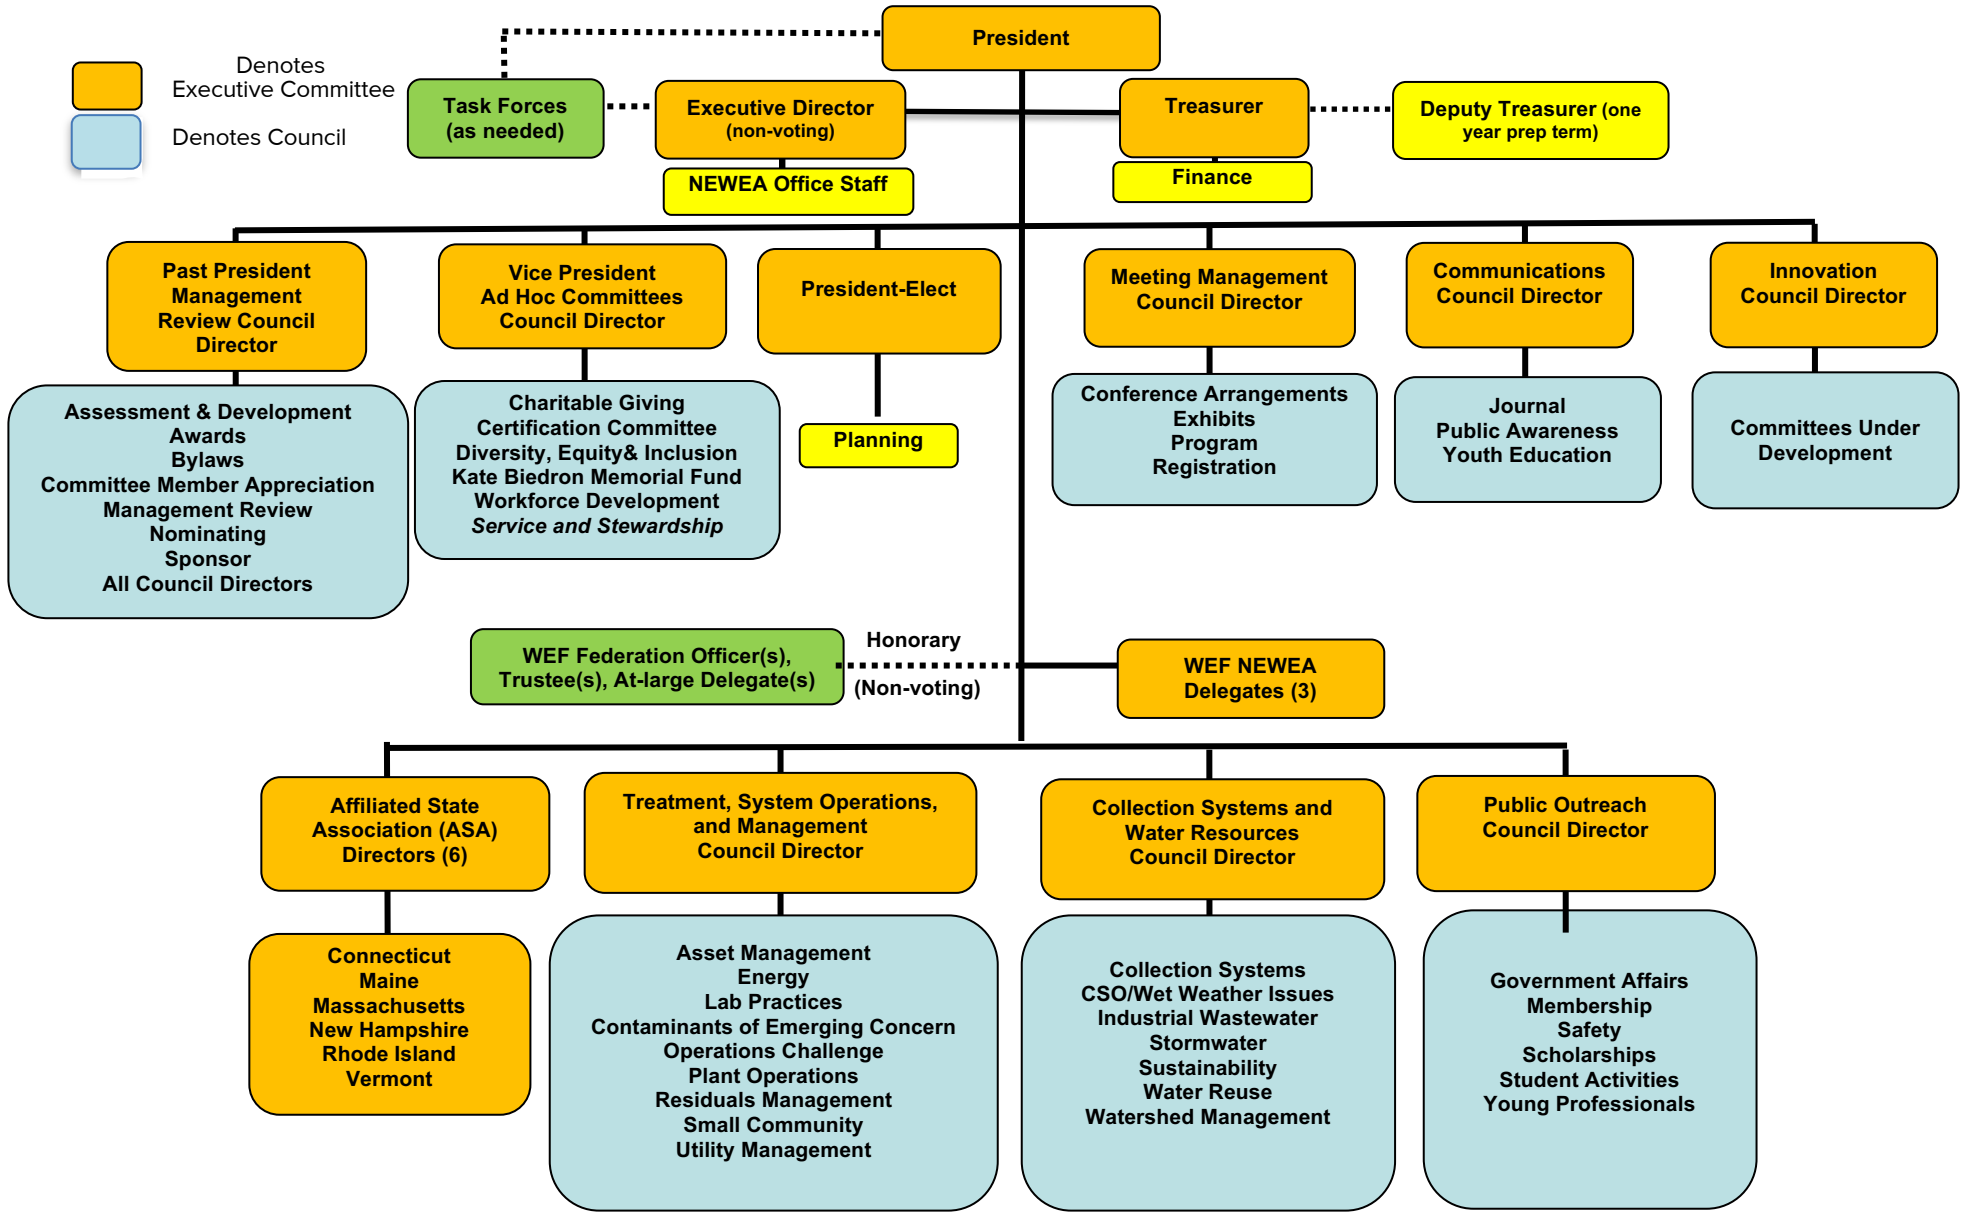 President
Denotes
Executive Committee
Denotes Council
Task Forces
(as needed)
Executive Director
(non-voting)
Treasurer
Deputy Treasurer (one
year prep term)
NEWEA Office Staff
Finance
Past President
Management
Review Council
Director
Vice President
Ad Hoc Committees
Council Director
President-Elect
Meeting Management
Council Director
Communications
Council Director
Innovation
Council Director
Assessment & Development
Awards
Bylaws
Committee Member Appreciation
Management Review
Nominating
Sponsor
All Council Directors
Charitable Giving
Certification Committee
Diversity, Equity& Inclusion
Kate Biedron Memorial Fund
Workforce Development
Service and Stewardship
Planning
Conference Arrangements
Exhibits
Program
Registration
Journal
Public Awareness
Youth Education
Committees Under
Development
WEF Federation Officer(s),
Trustee(s), At-large Delegate(s)
Honorary
(Non-voting)
WEF NEWEA
Delegates (3)
Affiliated State
Association (ASA)
Directors (6)
Treatment, System Operations,
and Management
Council Director
Collection Systems and
Water Resources
Council Director
Public Outreach
Council Director
Connecticut
Maine
Massachusetts
New Hampshire
Rhode Island
Vermont
Asset Management
Energy
Lab Practices
Contaminants of Emerging Concern
Operations Challenge
Plant Operations
Residuals Management
Small Community
Utility Management
Collection Systems
CSO/Wet Weather Issues
Industrial Wastewater
Stormwater
Sustainability
Water Reuse
Watershed Management
Government Affairs
Membership
Safety
Scholarships
Student Activities
Young Professionals